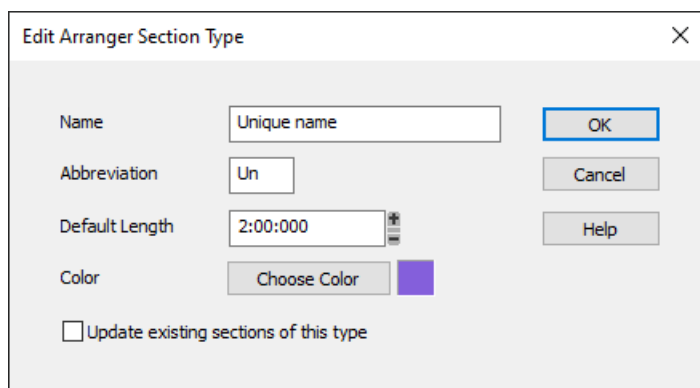 Edit Arranger Section Type
Name
Unique name
OK
Abbreviation
Un
Cancel
Default Length
2:00:000
Help
Color
Choose Color
Update existing sections of this type